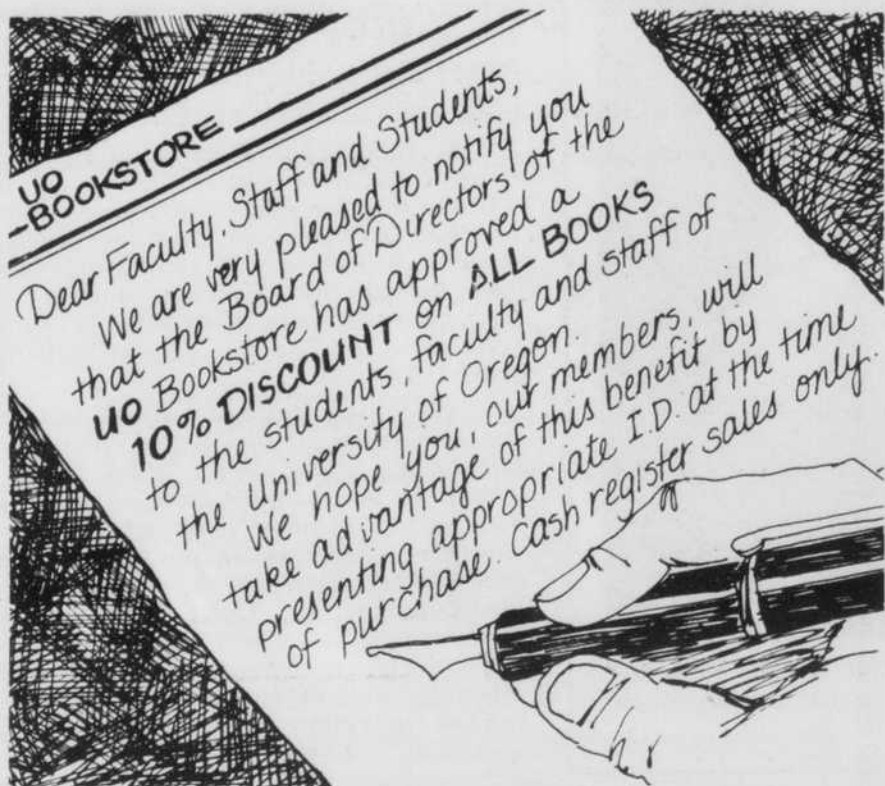 UO
BOOKSTORE
Dear Faculty, Staff and Students,
We are very pleased to notify you
that the Board of Directors of the
UO Bookstore has approved a
10% DISCOUNT on ALL BOOKS
to the students, faculty and staff of
the University of Oregon.
We hope you, our members, will
take advantage of this benefit by
presenting appropriate I.D. at the time
of purchase. Cash register sales only.